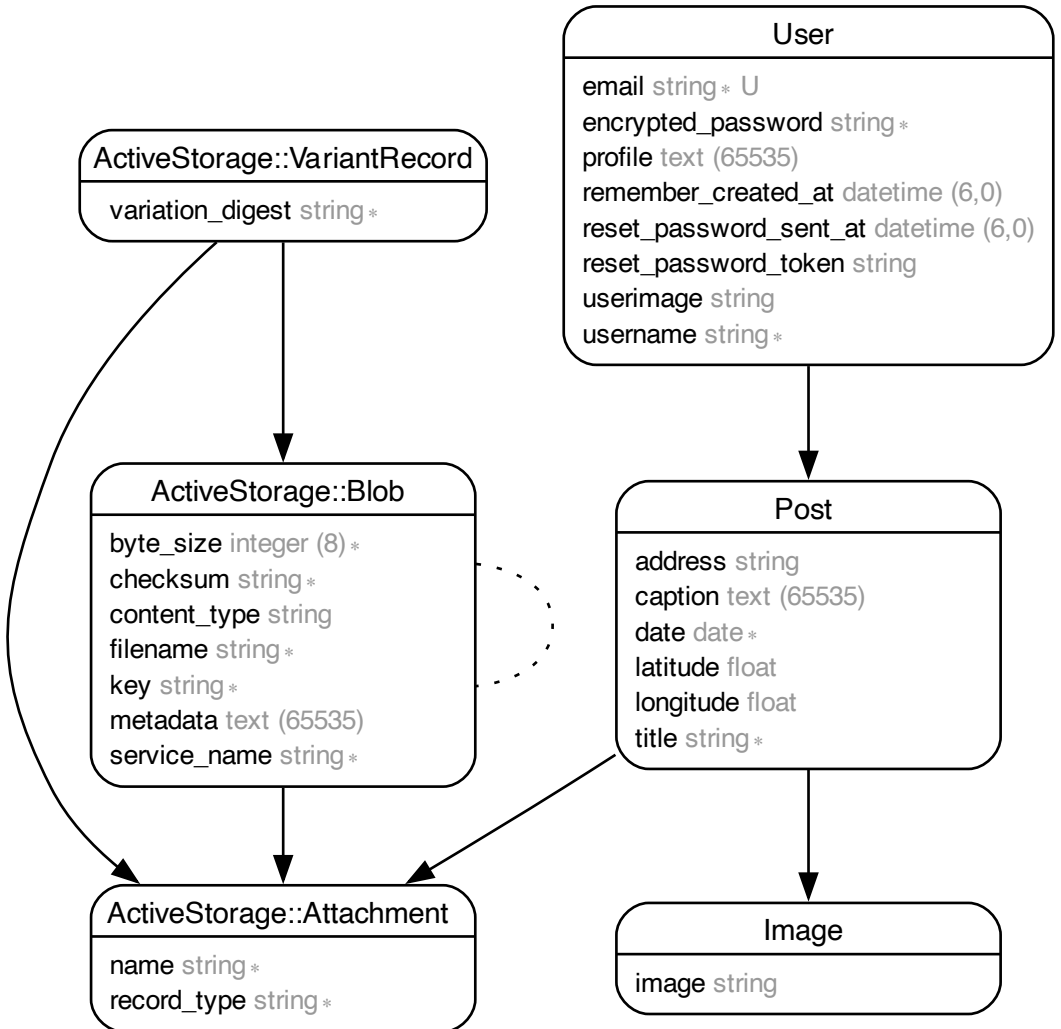 User
email string∗ U
encrypted_password string∗
profile text (65535)
remember_created_at datetime (6,0)
reset_password_sent_at datetime (6,0)
reset_password_token string
userimage string
username string∗
ActiveStorage::VariantRecord
variation_digest string∗
ActiveStorage::Blob
byte_size integer (8)∗
checksum string∗
content_type string
filename string∗
key string∗
metadata text (65535)
service_name string∗
Post
address string
caption text (65535)
date date∗
latitude float
longitude float
title string∗
ActiveStorage::Attachment
name string∗
record_type string∗
Image
image string